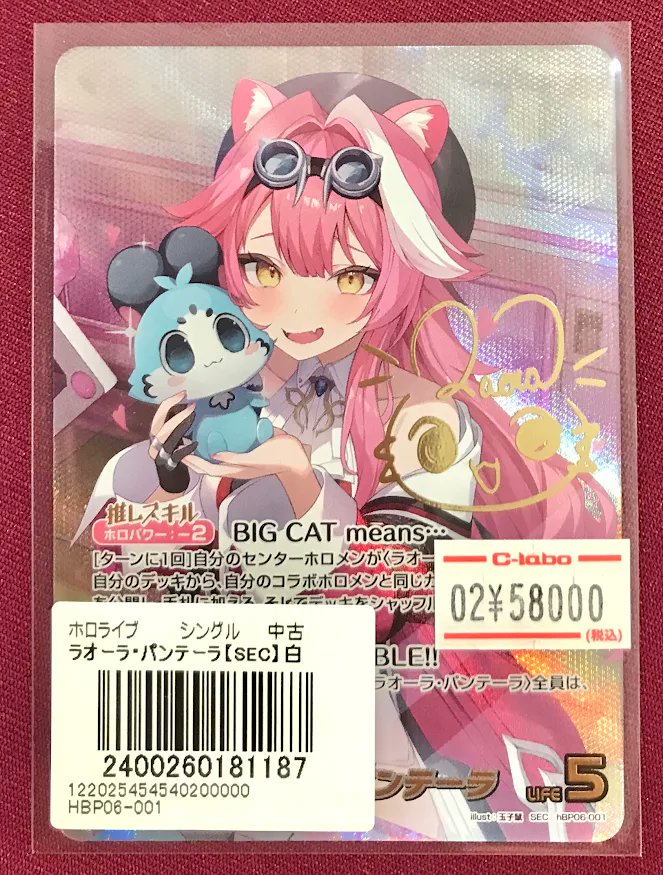 Raora
推しスキル
ホロパワー:-2
BIG CAT means…
[ターンに1回]自分のセンターホロメンが〈ラオー
自分のデッキから、自分のコラボホロメンと同じカ
を公開し、手札に加える。そしてデッキをシャッフル
C-labo
02¥58000
(税込)
ホロライブ シングル 中古
ラオーラ・パンテーラ【SEC】白
2400260181187
122025454540200000
HBP06-001
BLE!!
ラオーラ・パンテーラ〉全員は、
ンテーラ
LIFE 5
illust:玉子鼠 SEC hBP06-001